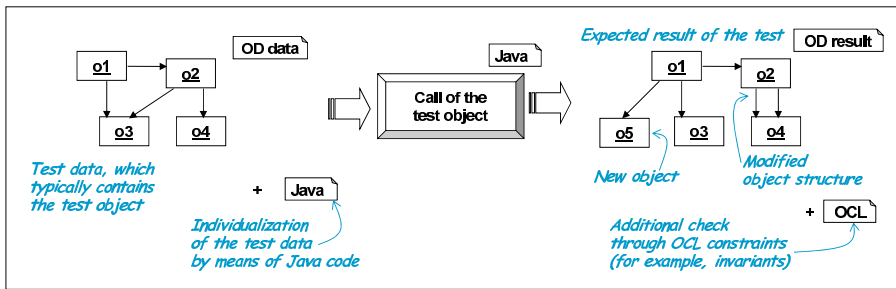 OD data
o1
o2
o3
o4
Test data, which
typically contains
the test object
+ Java
Individualization
of the test data
by means of Java code
Java
Call of the
test object
Expected result of the test
OD result
o1
o2
o5
o3
o4
New object
Modified
object structure
+ OCL
Additional check
through OCL constraints
(for example, invariants)